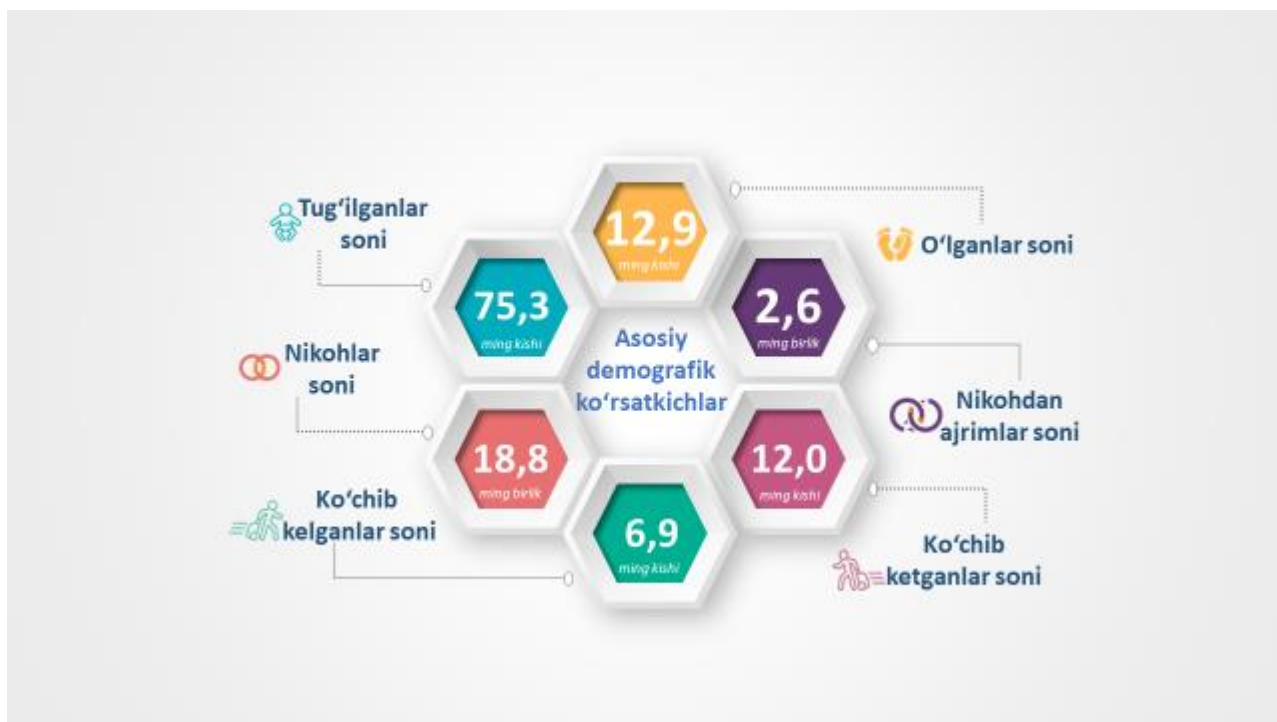 Tug‘ilganlar
soni
75,3
ming kishi
12,9
ming kishi
O‘lganlar soni
2,6
ming birlik
Asosiy
demografik
ko‘rsatkichlar
Nikohlar
soni
18,8
ming birlik
Nikohdan
ajrimlar soni
12,0
ming kishi
Ko‘chib
kelganlar soni
6,9
ming kishi
Ko‘chib
ketganlar soni